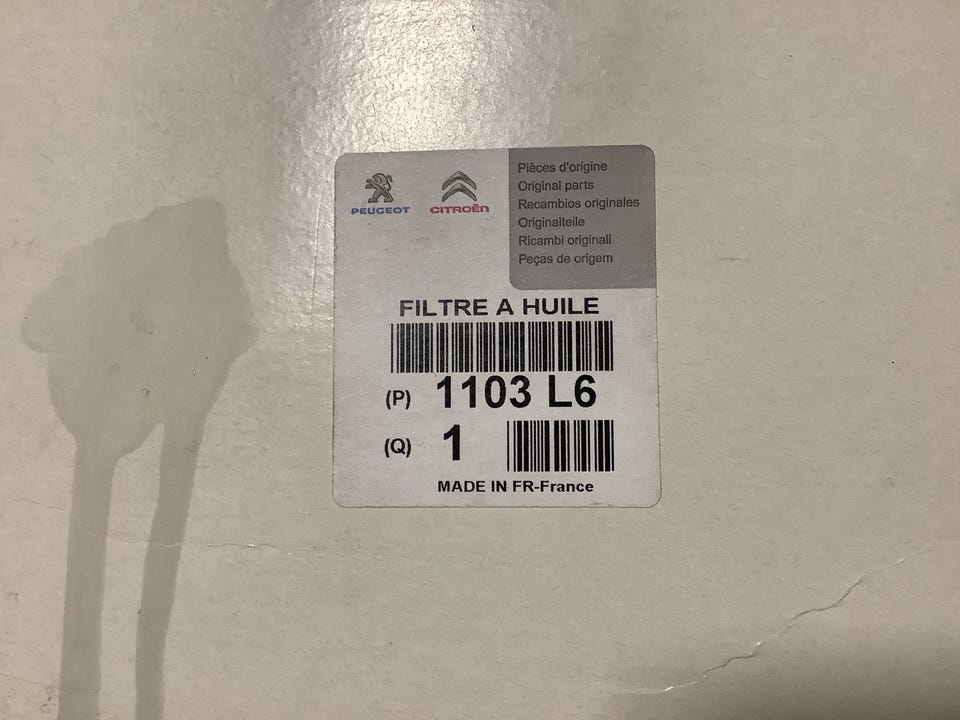 PEUGEOT
CITROËN
Pièces d'origine
Original parts
Recambios originales
Originalteile
Ricambi originali
Peças de origem
FILTRE A HUILE
(P) 1103 L6
(Q) 1
MADE IN FR-France